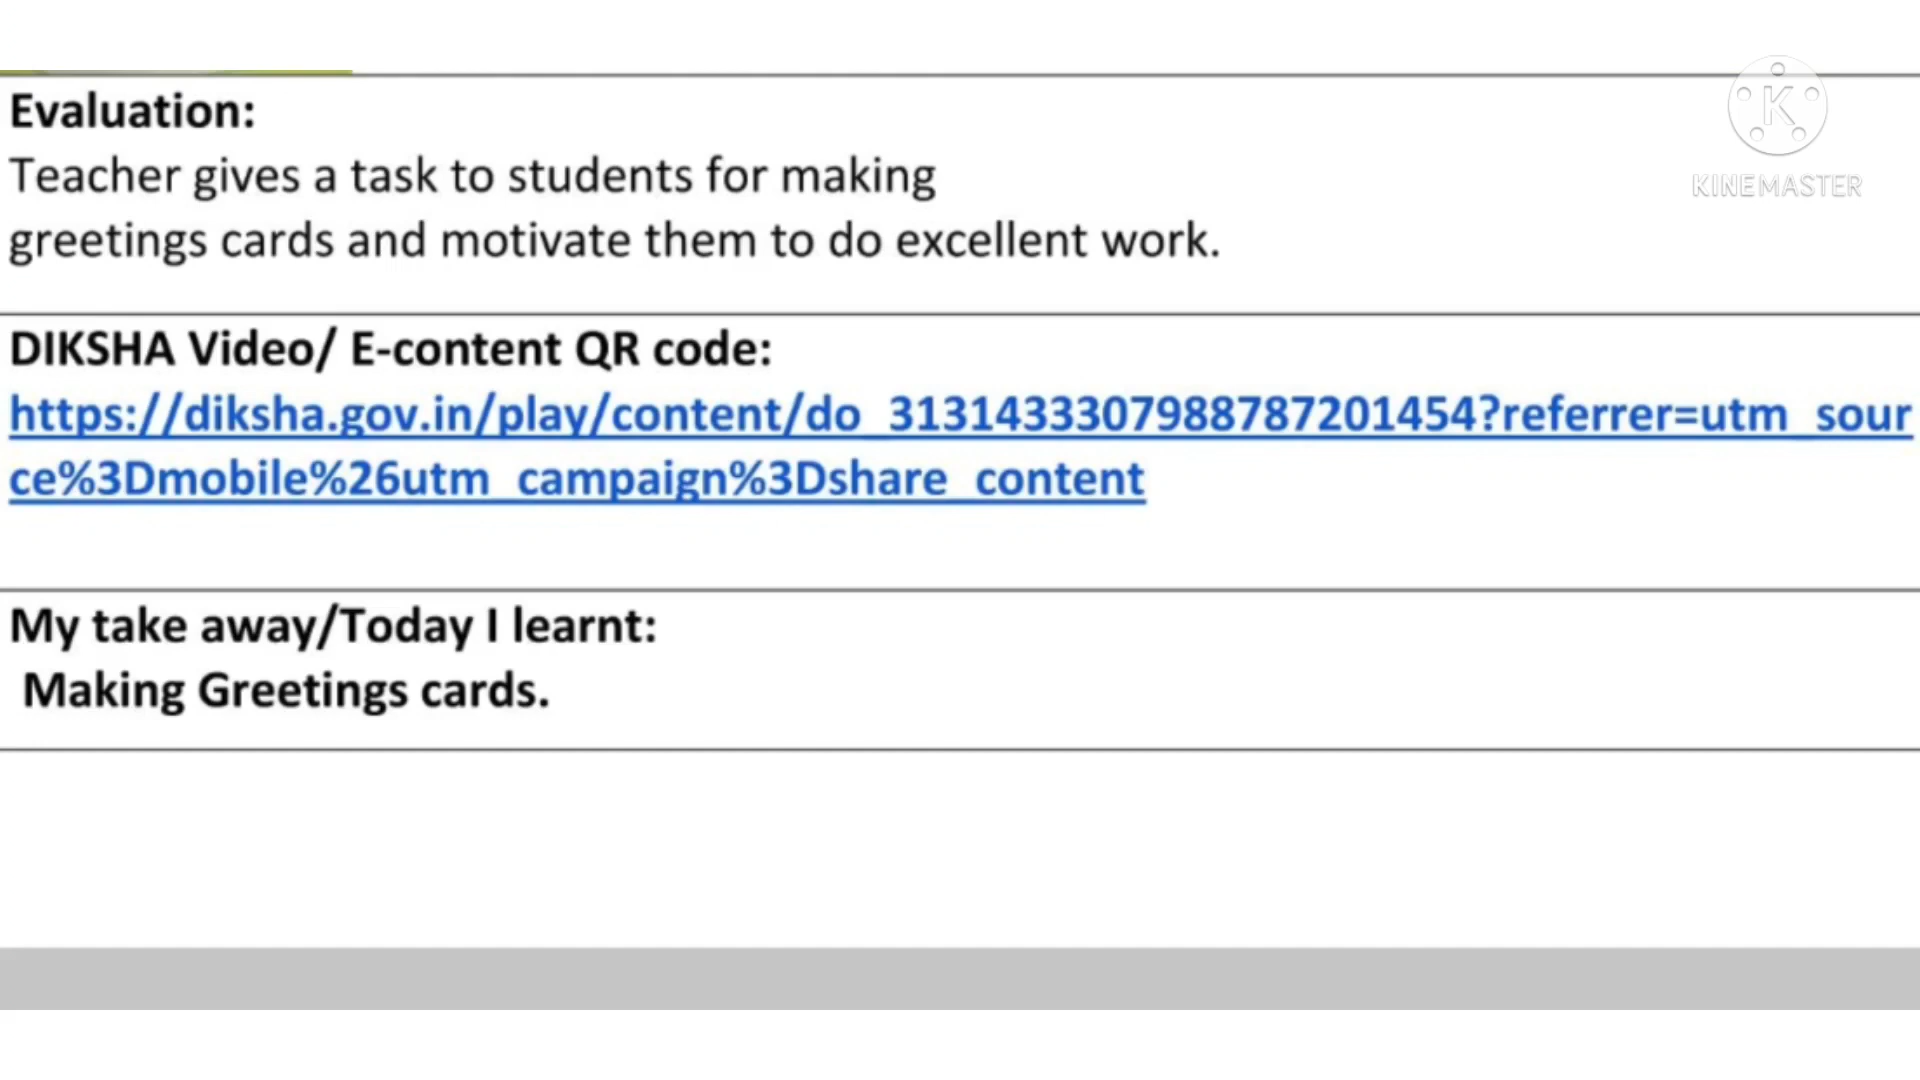 Evaluation:
Teacher gives a task to students for making
greetings cards and motivate them to do excellent work.
DIKSHA Video/ E-content QR code:
https://diksha.gov.in/play/content/do_3131433307988787201454?referrer=utm_sour
ce%3Dmobile%26utm_campaign%3Dshare_content
My take away/Today I learnt:
Making Greetings cards.
K
KINEMASTER